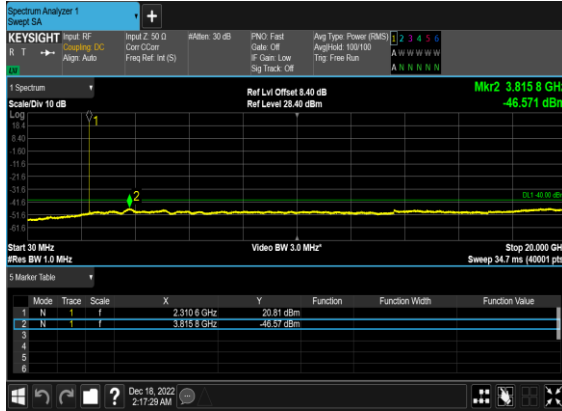 Spectrum Analyzer 1
Swept SA
+
KEYSIGHT Input: RF Input Z: 50 Ω #Atten: 30 dB PNO: Fast Avg Type: Power (RMS) 1 2 3 4 5 6
R T Coupling: DC Corr CCorr Gate: Off Avg|Hold: 100/100 A W W W W W
Align: Auto Freq Ref: Int (S) IF Gain: Low Trig: Free Run
Sig Track: Off A N N N N N
1 Spectrum Ref Lvl Offset 8.40 dB Mkr2 3.815 8 GHz
Scale/Div 10 dB Ref Level 28.40 dBm -46.571 dBm
Log
18.4
8.40
-1.60
-11.6
-21.6
-31.6
-41.6
-51.6
-61.6
1
2
DL1 -40.00 dBm
Start 30 MHz Video BW 3.0 MHz* Stop 20.000 GHz
#Res BW 1.0 MHz Sweep 34.7 ms (40001 pts)
5 Marker Table
Mode Trace Scale X Y Function Function Width Function Value
1 N 1 f 2.310 6 GHz 20.81 dBm
2 N 1 f 3.815 8 GHz -46.57 dBm
3
4
5
6
? Dec 18, 2022
2:17:29 AM